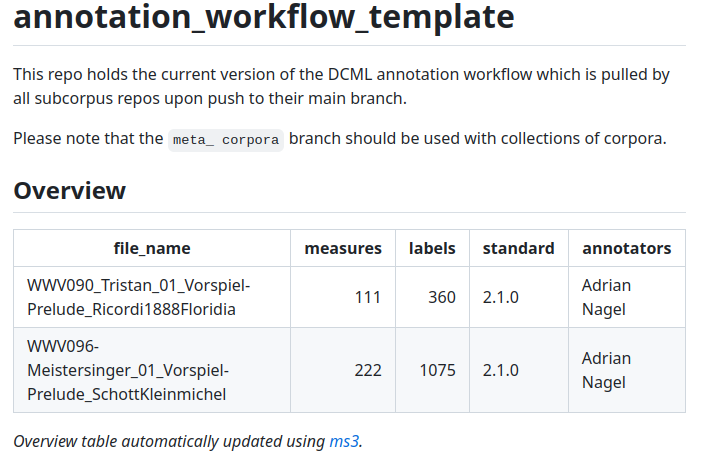 annotation_workflow_template
This repo holds the current version of the DCML annotation workflow which is pulled by
all subcorpus repos upon push to their main branch.
Please note that the meta_ corpora branch should be used with collections of corpora.
Overview
file_name measures labels standard annotators
WWV090_Tristan_01_Vorspiel-
Prelude_Ricordi1888Floridia 111 360 2.1.0 Adrian
Nagel
WWV096-
Meistersinger_01_Vorspiel-
Prelude_SchottKleinmichel 222 1075 2.1.0 Adrian
Nagel
Overview table automatically updated using ms3.